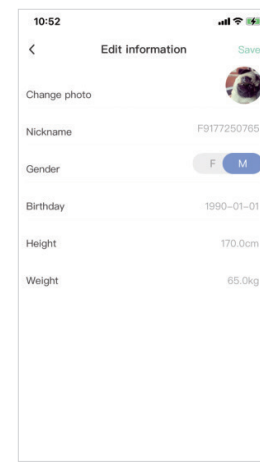 10:52
Edit information Save
Change photo
Nickname F9177250765
Gender F M
Birthday 1990-01-01
Height 170.0cm
Weight 65.0kg